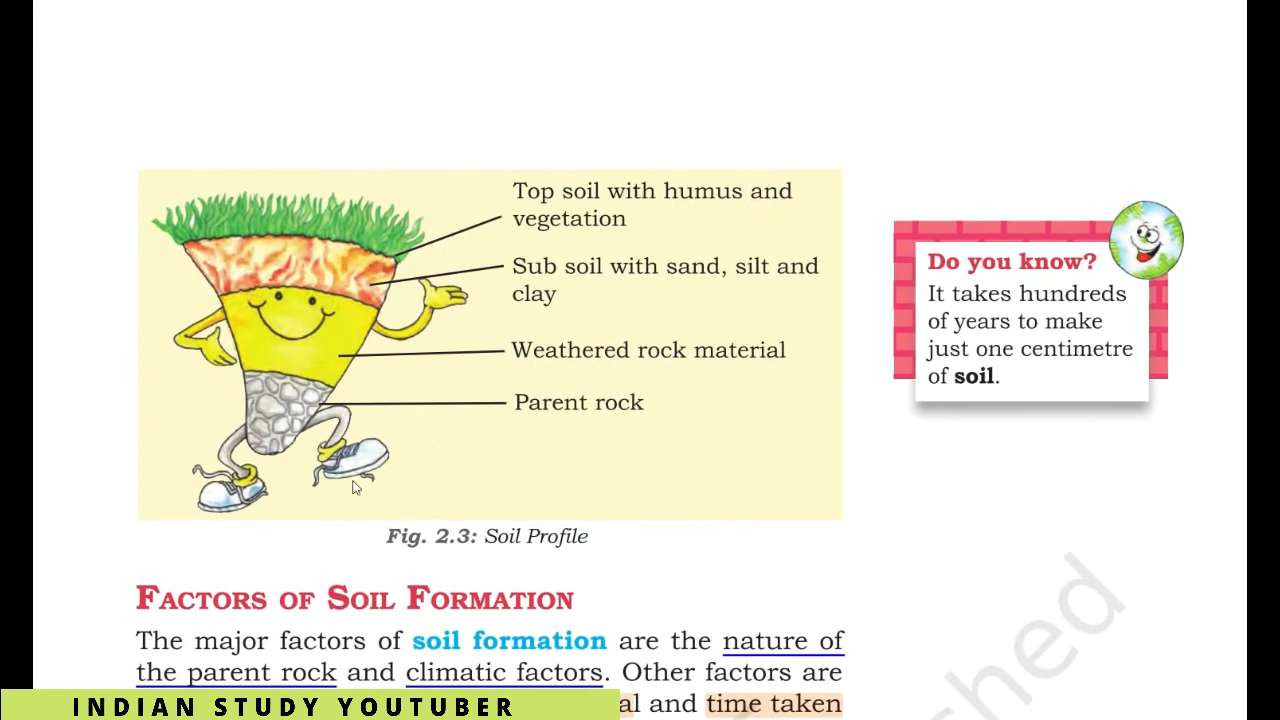 Top soil with humus and
vegetation
Sub soil with sand, silt and
clay
Weathered rock material
Parent rock
Fig. 2.3: Soil Profile
Do you know?
It takes hundreds
of years to make
just one centimetre
of soil.
FACTORS OF SOIL FORMATION
The major factors of soil formation are the nature of
the parent rock and climatic factors. Other factors are
and time taken
INDIAN STUDY YOUTUBER